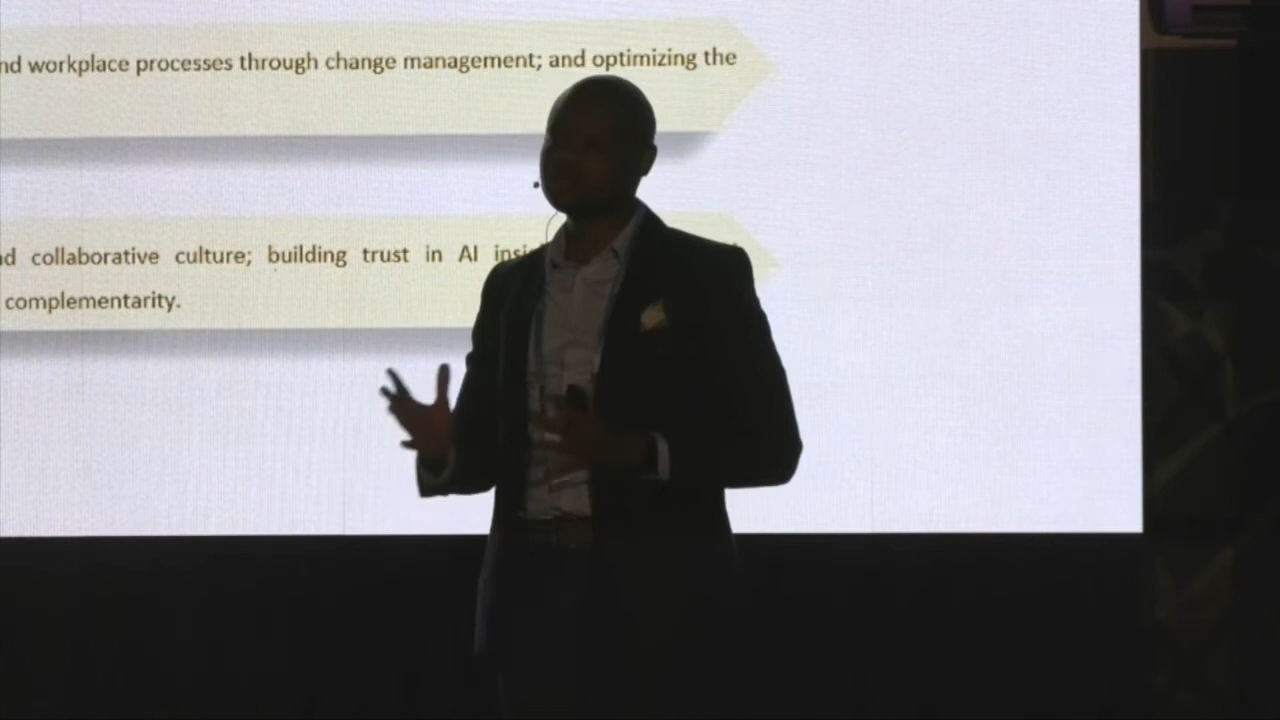 nd workplace processes through change management; and optimizing the
d collaborative culture; building trust in AI
complementarity.